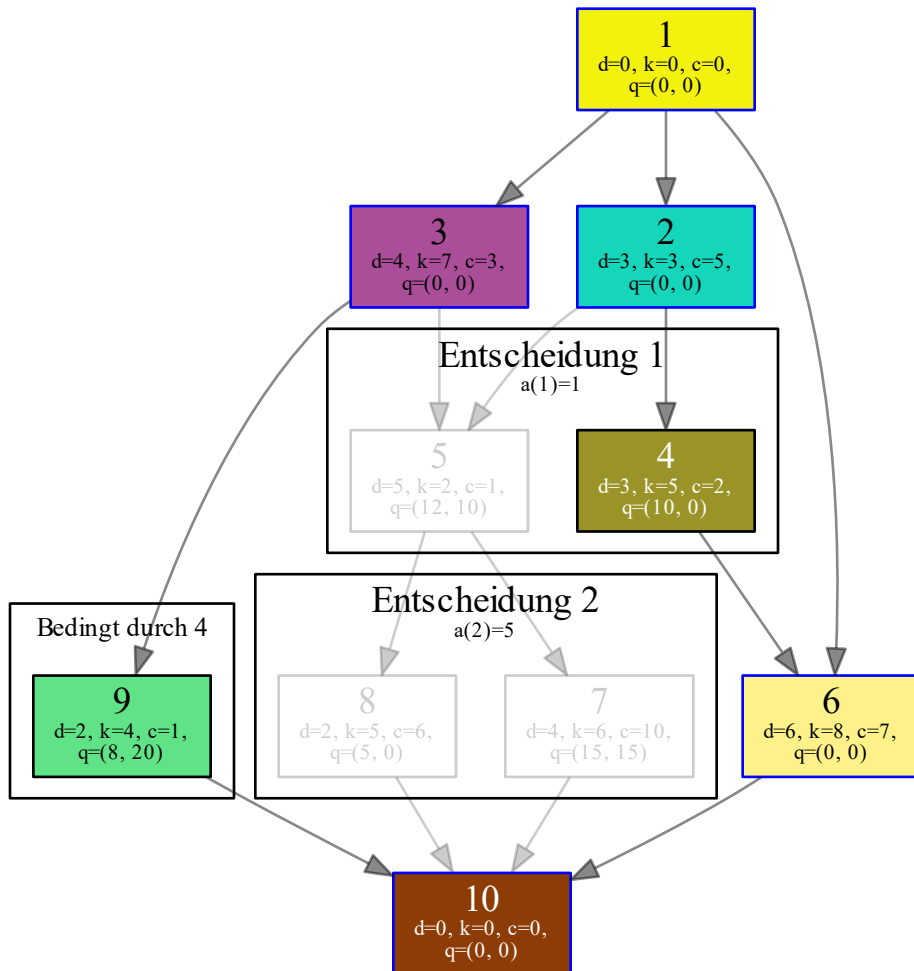 1
d=0, k=0, c=0,
q=(0, 0)
3
d=4, k=7, c=3,
q=(0, 0)
2
d=3, k=3, c=5,
q=(0, 0)
Entscheidung 1
a(1)=1
5
d=5, k=2, c=1,
q=(12, 10)
4
d=3, k=5, c=2,
q=(10, 0)
Entscheidung 2
a(2)=5
Bedingt durch 4
9
d=2, k=4, c=1,
q=(8, 20)
8
d=2, k=5, c=6,
q=(5, 0)
7
d=4, k=6, c=10,
q=(15, 15)
6
d=6, k=8, c=7,
q=(0, 0)
10
d=0, k=0, c=0,
q=(0, 0)